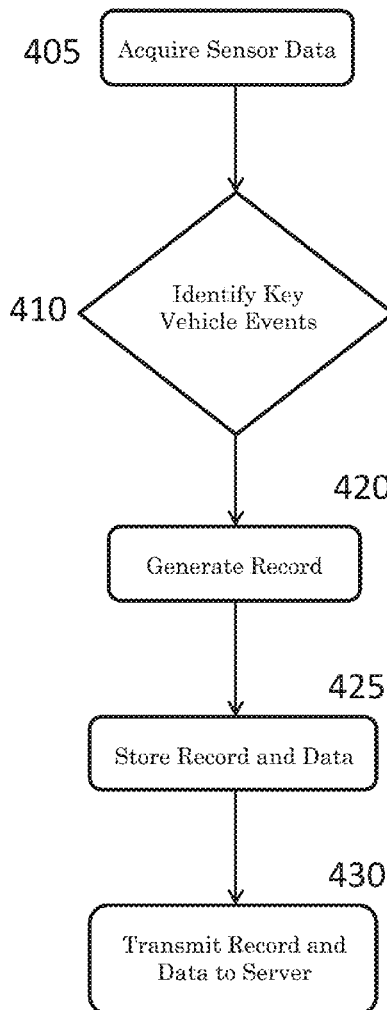 405
Acquire Sensor Data
410
Identify Key
Vehicle Events
420
Generate Record
425
Store Record and Data
430
Transmit Record and
Data to Server